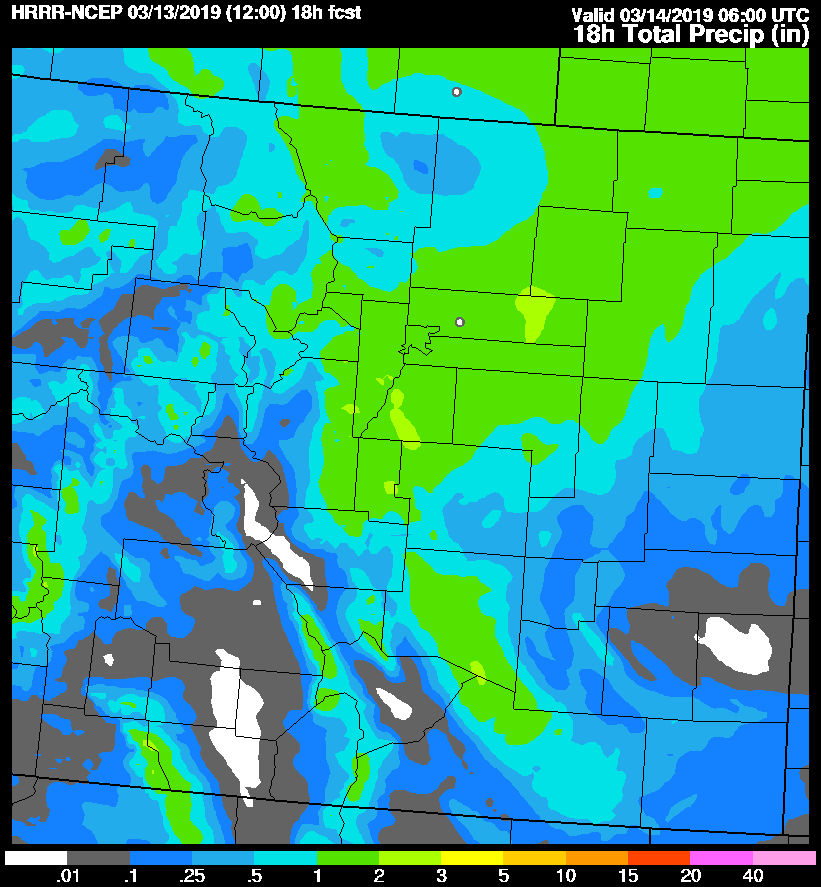 HRRR-NCEP 03/13/2019 (12:00) 18h fcst
Valid 03/14/2019 06:00 UTC
18h Total Precip (in)
.01 .1 .25 .5 1 2 3 5 10 15 20 40